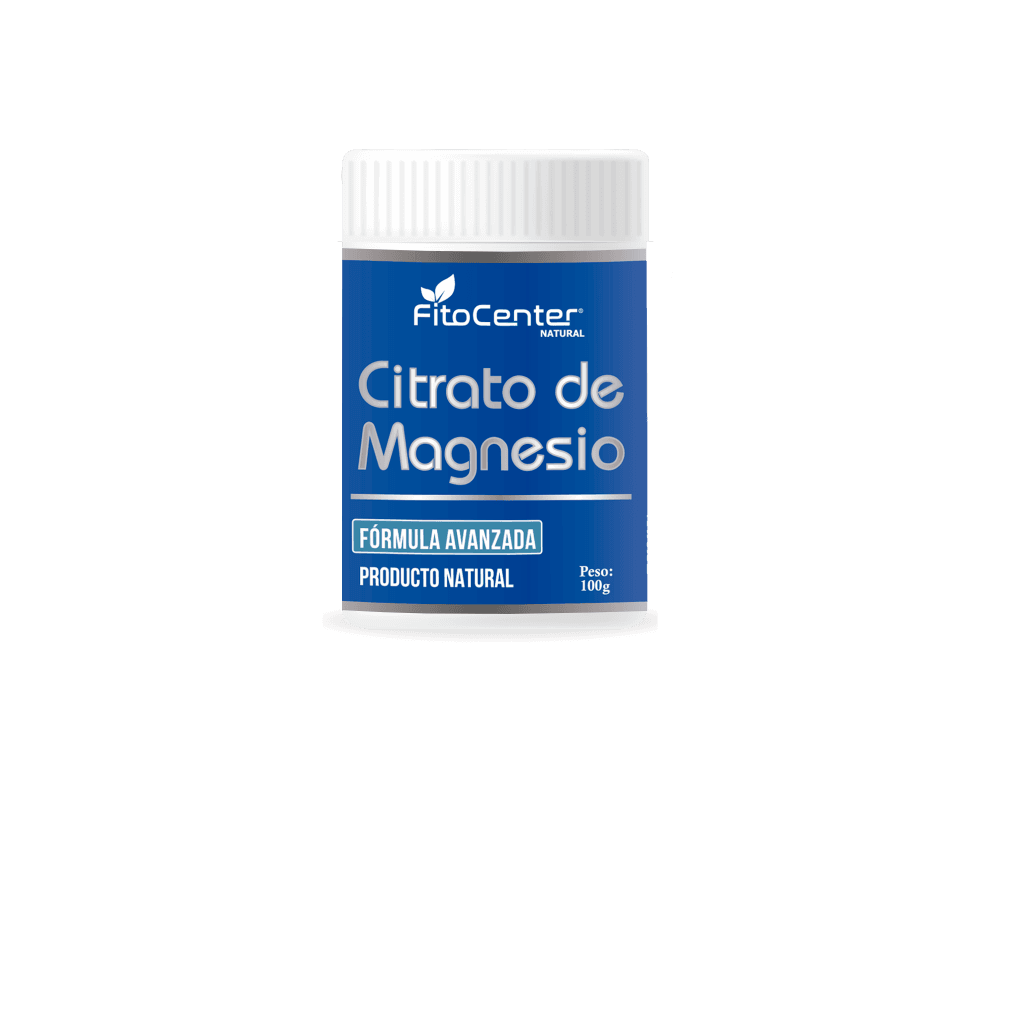 FitoCenter®
NATURAL
Citrato de
Magnesio
FÓRMULA AVANZADA
PRODUCTO NATURAL
Peso:
100g